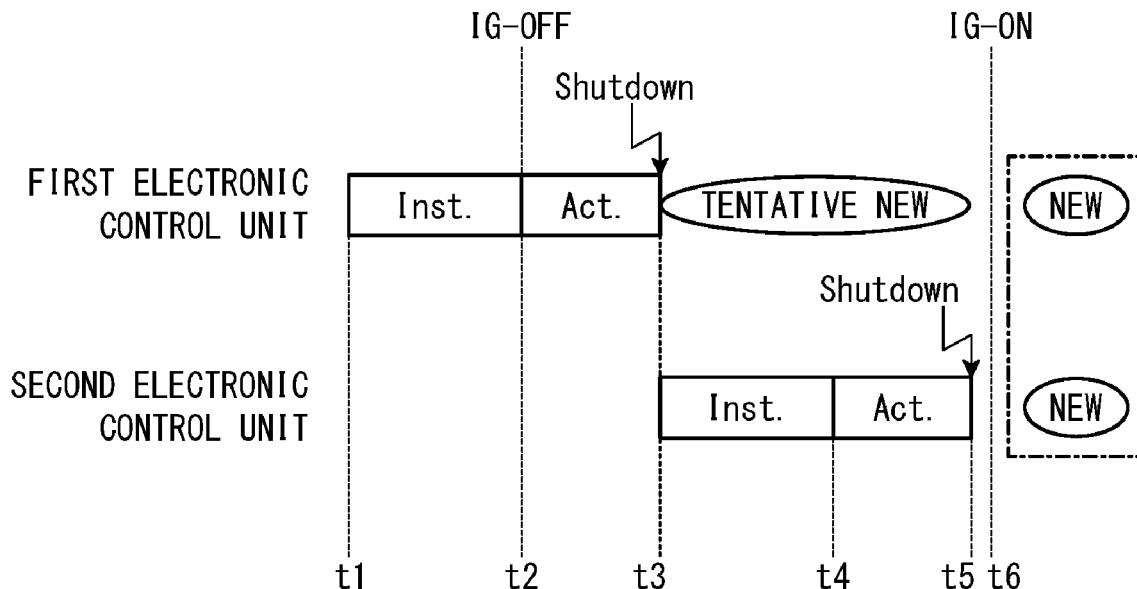 IG-OFF
IG-ON
Shutdown
FIRST ELECTRONIC
CONTROL UNIT
Inst.
Act.
TENTATIVE NEW
NEW
Shutdown
SECOND ELECTRONIC
CONTROL UNIT
Inst.
Act.
NEW
t1
t2
t3
t4
t5
t6